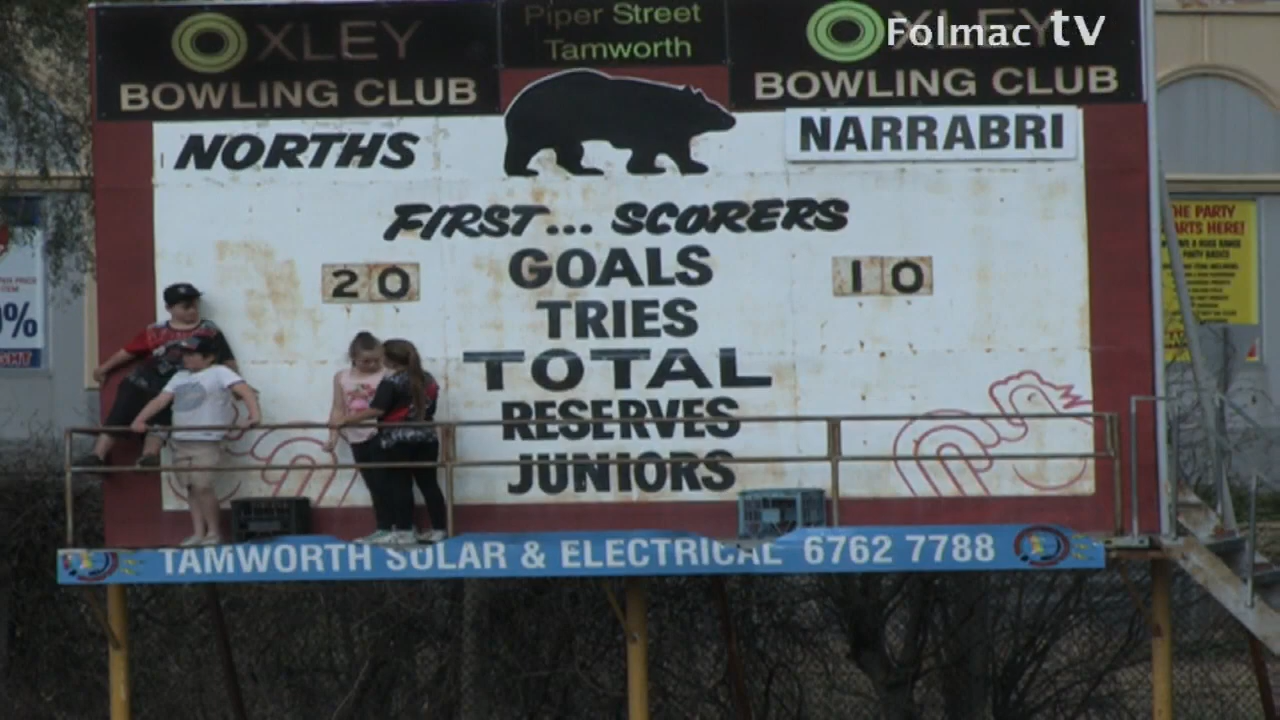 OXLEY
BOWLING CLUB
Piper Street
Tamworth
OXLEY
BOWLING CLUB
Folmac tv
NORTHS
NARRABRI
FIRST... SCORERS
20 GOALS 10
TRIES
TOTAL
RESERVES
JUNIORS
TAMWORTH SOLAR & ELECTRICAL 6762 7788
THE PARTY
STARTS HERE!
0%